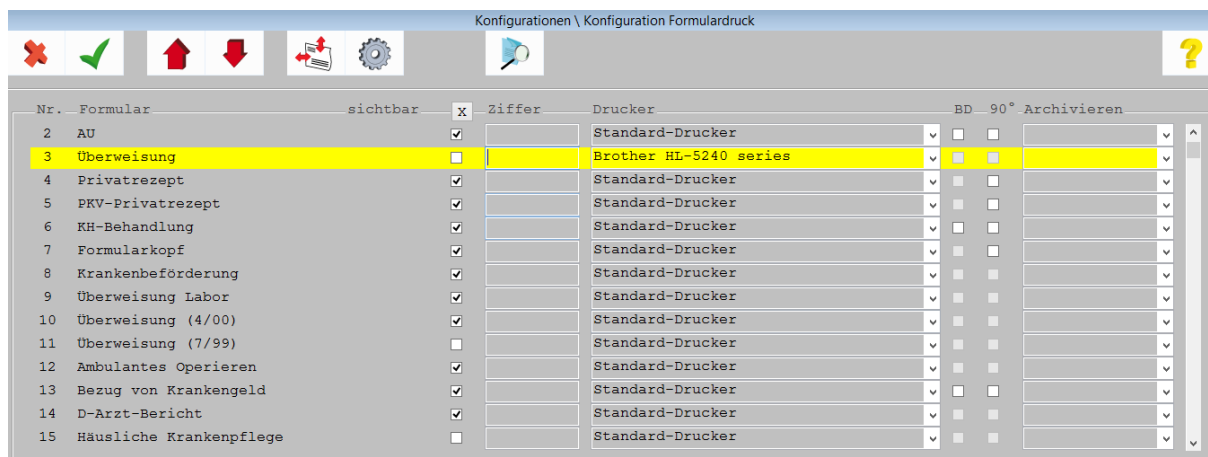 Konfigurationen \ Konfiguration Formulardruck
?
Nr. Formular sichtbar X Ziffer Drucker BD 90° Archivieren
2 AU Standard-Drucker
3 Überweisung Brother HL-5240 series
4 Privatrezept Standard-Drucker
5 PKV-Privatrezept Standard-Drucker
6 KH-Behandlung Standard-Drucker
7 Formularkopf Standard-Drucker
8 Krankenbeförderung Standard-Drucker
9 Überweisung Labor Standard-Drucker
10 Überweisung (4/00) Standard-Drucker
11 Überweisung (7/99) Standard-Drucker
12 Ambulantes Operieren Standard-Drucker
13 Bezug von Krankengeld Standard-Drucker
14 D-Arzt-Bericht Standard-Drucker
15 Häusliche Krankenpflege Standard-Drucker